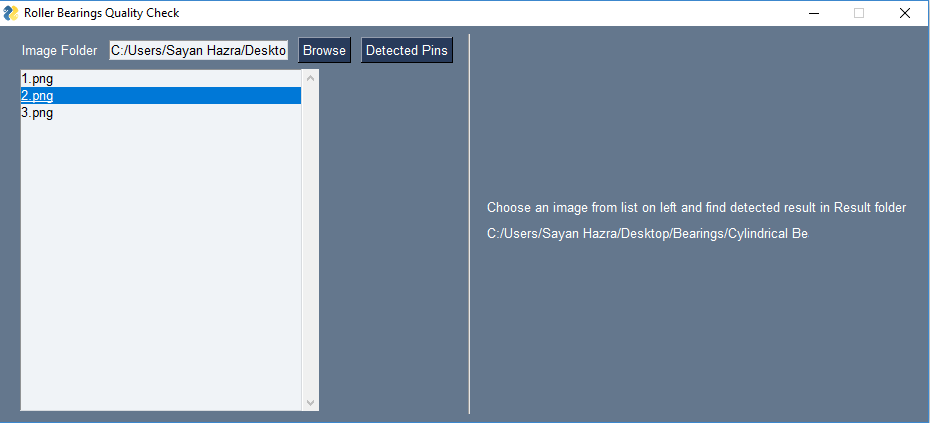 Roller Bearings Quality Check
Image Folder C:/Users/Sayan Hazra/Deskto Browse Detected Pins
1.png
2.png
3.png
Choose an image from list on left and find detected result in Result folder
C:/Users/Sayan Hazra/Desktop/Bearings/Cylindrical Be